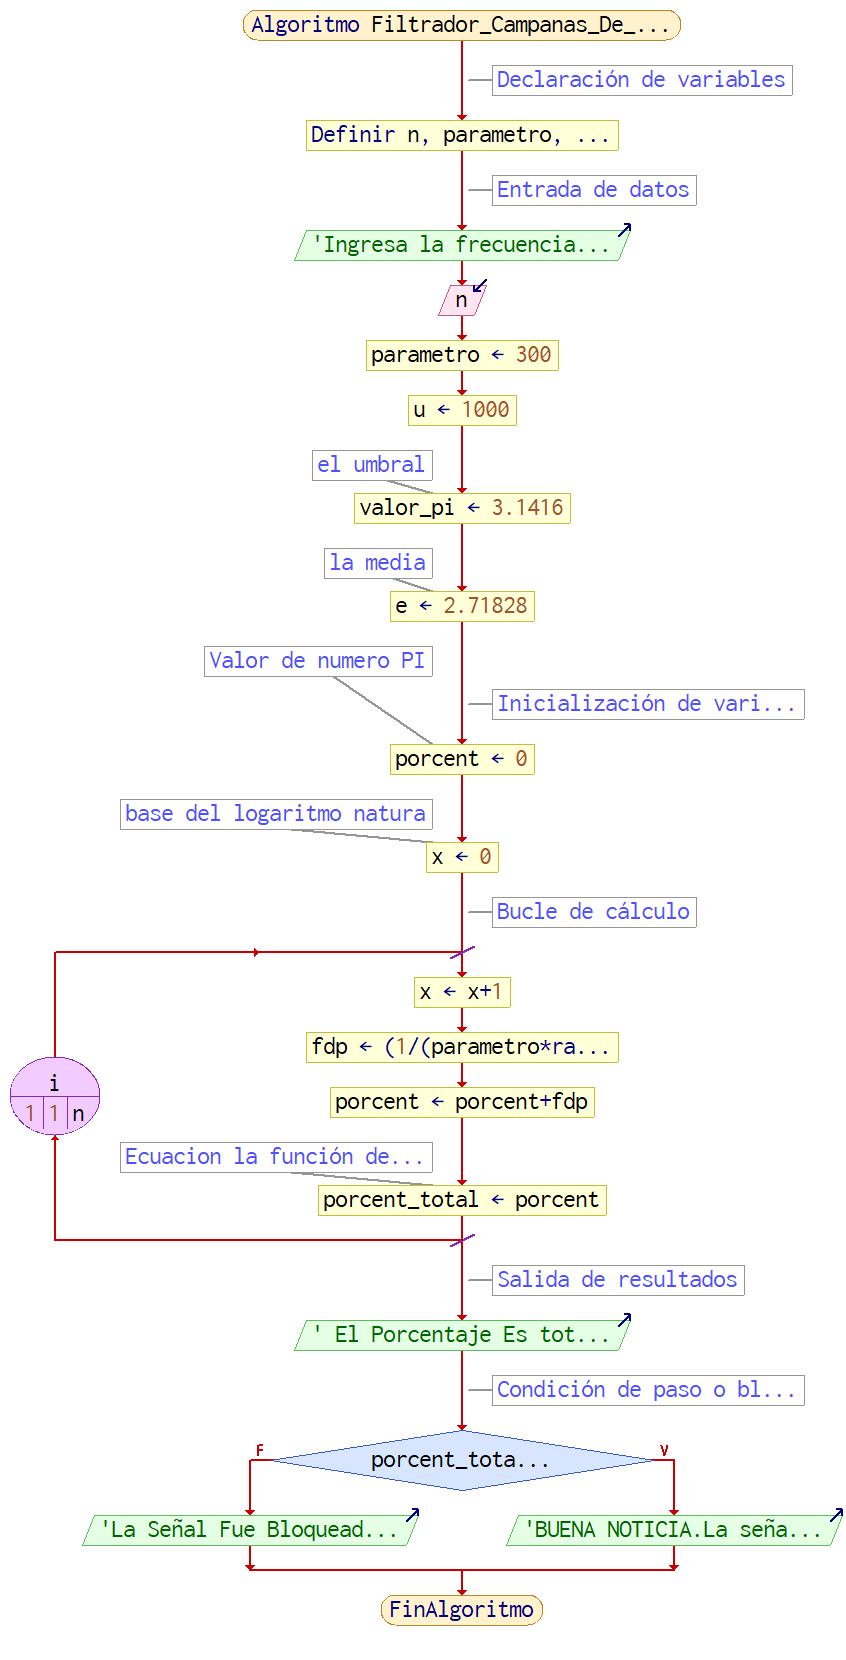 Algoritmo Filtrador_Campanas_De_...
Declaración de variables
Definir n, parametro, ...
Entrada de datos
'Ingresa la frecuencia...
n
parametro ← 300
u ← 1000
el umbral
valor_pi ← 3.1416
la media
e ← 2.71828
Valor de numero PI
Inicialización de vari...
porcent ← 0
base del logaritmo natura
x ← 0
Bucle de cálculo
x ← x+1
fdp ← (1/(parametro*ra...
i
1 1 n
porcent ← porcent+fdp
Ecuacion la función de...
porcent_total ← porcent
Salida de resultados
' El Porcentaje Es tot...
Condición de paso o bl...
F
V
porcent_tota...
'La Señal Fue Bloquead...
'BUENA NOTICIA.La seña...
FinAlgoritmo